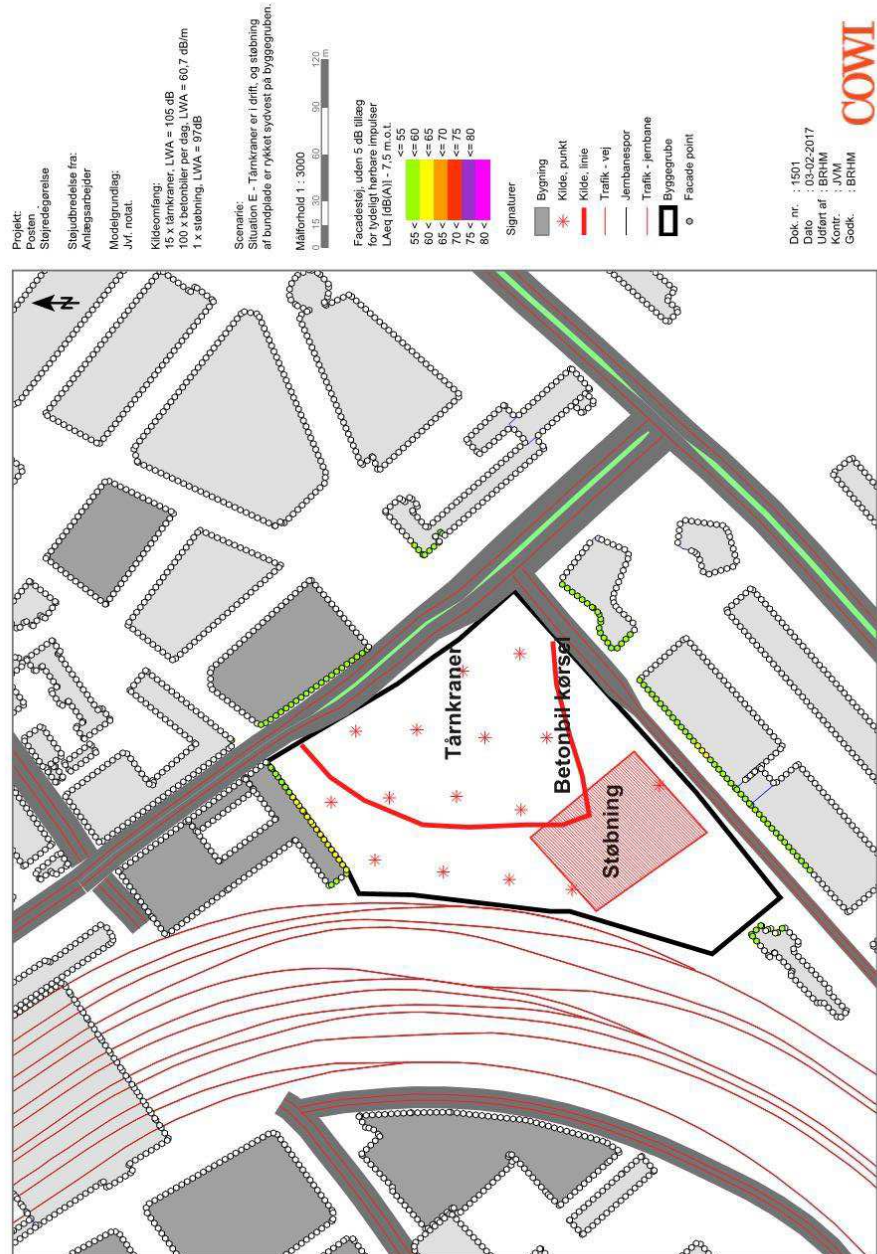 Projekt:
Posten
Støjredegørelse
Støjudbredelse fra:
Anlægsarbejder
Modelgrundlag:
Jvf. notat.
Kildeomfang:
15 x tårnkraner, LWA = 105 dB
100 x betonbiler per dag, LWA = 60,7 dB/m
1 x støbning, LWA = 97dB
Scenarie:
Situation E - Tårnkraner er i drift, og støbning
af bundplade er rykket sydvest på byggegruben.
Målforhold 1 : 3000
0 15 30 60 90 120
m
Facadestøj, uden 5 dB tillæg
for tydeligt hørbare impulser
LAeq [dB(A)] - 7,5 m.o.t.
<= 55
55 < <= 60
60 < <= 65
65 < <= 70
70 < <= 75
75 < <= 80
80 <
Signaturer
Bygning
Kilde, punkt
Kilde, linie
Trafik - vej
Jernbanespor
Trafik - jernbane
Byggegrube
Facade point
Dok. nr. : 1501
Dato : 03-02-2017
Udført af : BRHM
Kontr. : JVM
Godk. : BRHM
COWI
N
Tårnkraner
Betonbil kørsel
Støbning